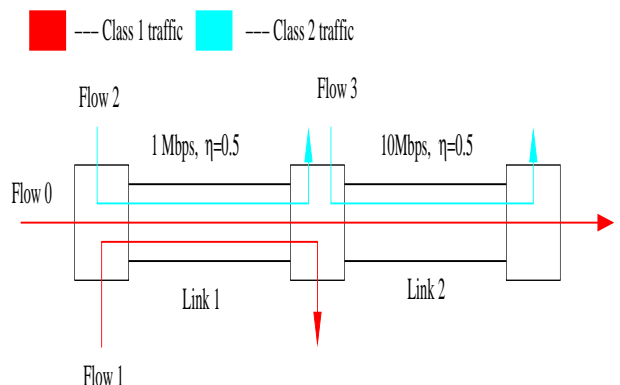 --- Class 1 traffic --- Class 2 traffic
Flow 3
Flow 2
1 Mbps, η=0.5 10Mbps, η=0.5
Flow 0
Link 1 Link 2
Flow 1